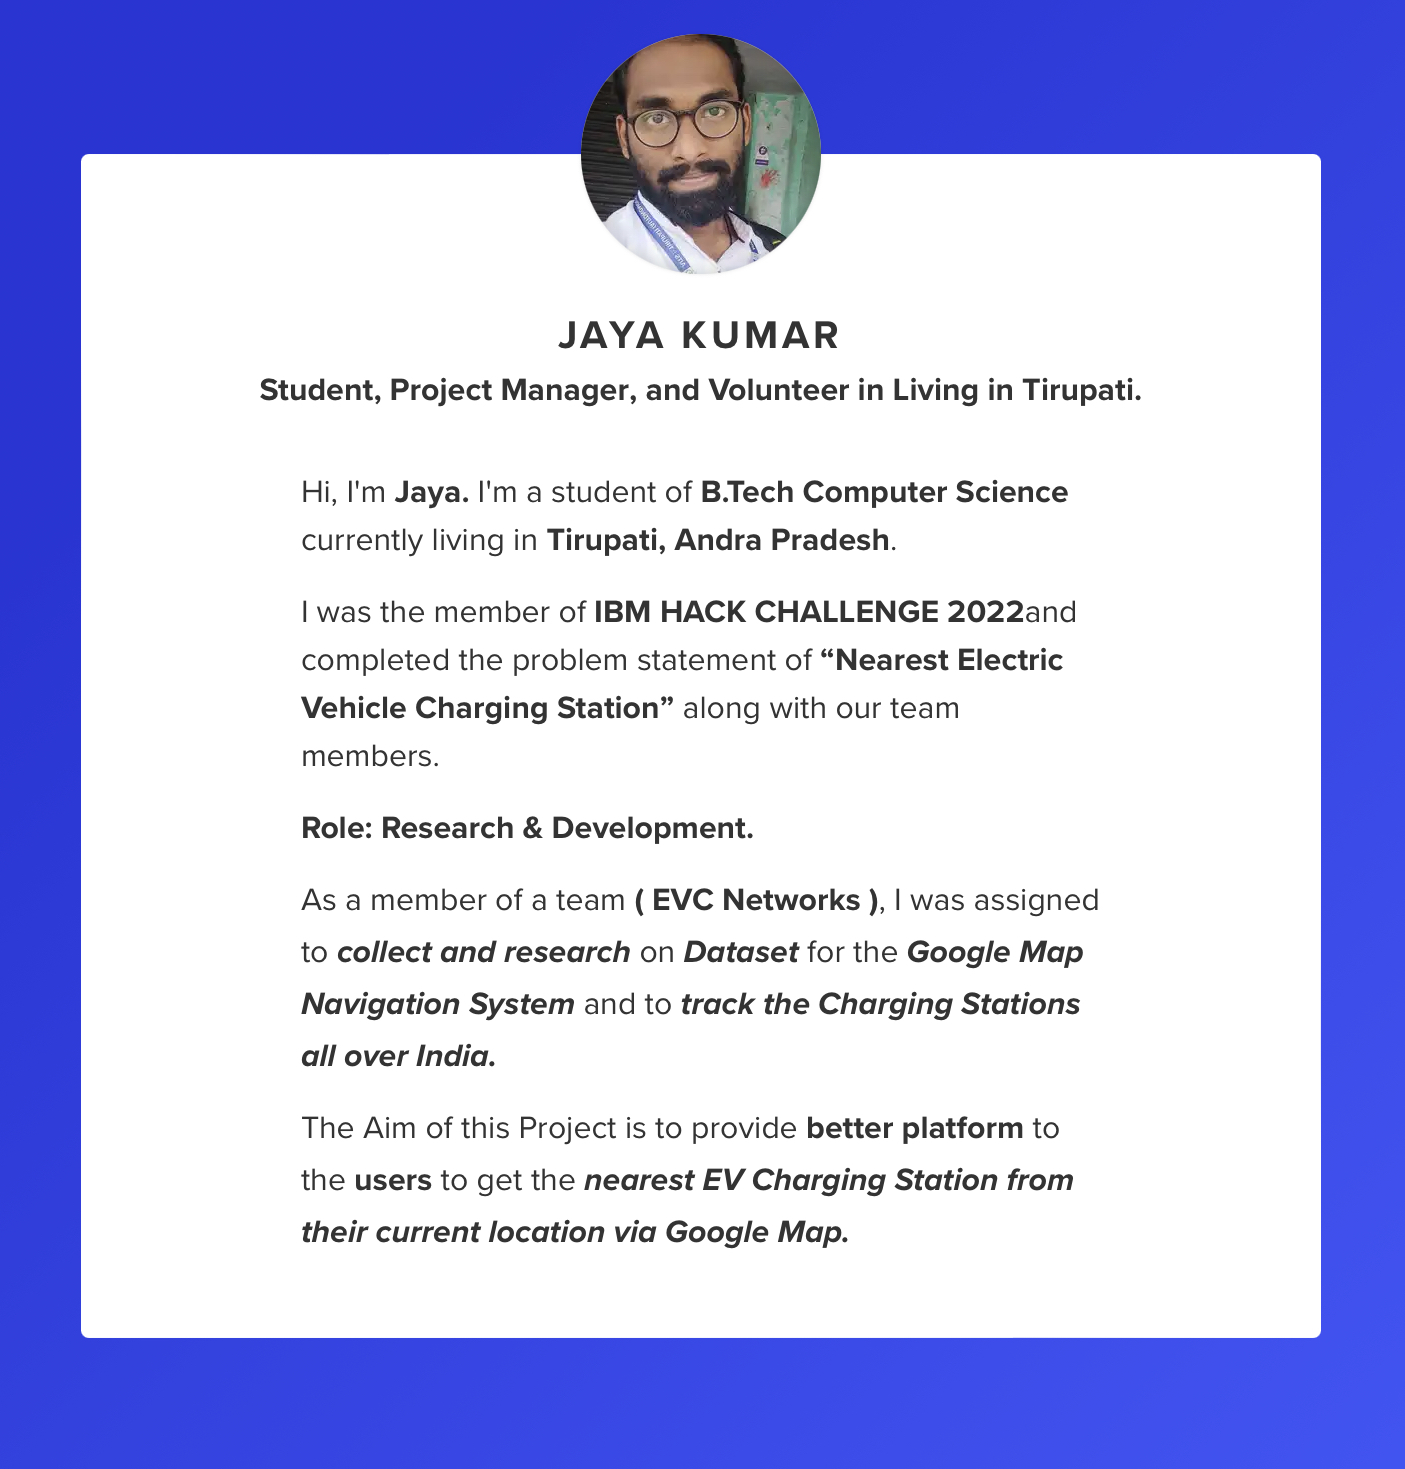 JAYA KUMAR
Student, Project Manager, and Volunteer in Living in Tirupati.
Hi, I'm Jaya. I'm a student of B.Tech Computer Science
currently living in Tirupati, Andra Pradesh.
I was the member of IBM HACK CHALLENGE 2022and
completed the problem statement of “Nearest Electric
Vehicle Charging Station” along with our team
members.
Role: Research & Development.
As a member of a team ( EVC Networks ), I was assigned
to collect and research on Dataset for the Google Map
Navigation System and to track the Charging Stations
all over India.
The Aim of this Project is to provide better platform to
the users to get the nearest EV Charging Station from
their current location via Google Map.